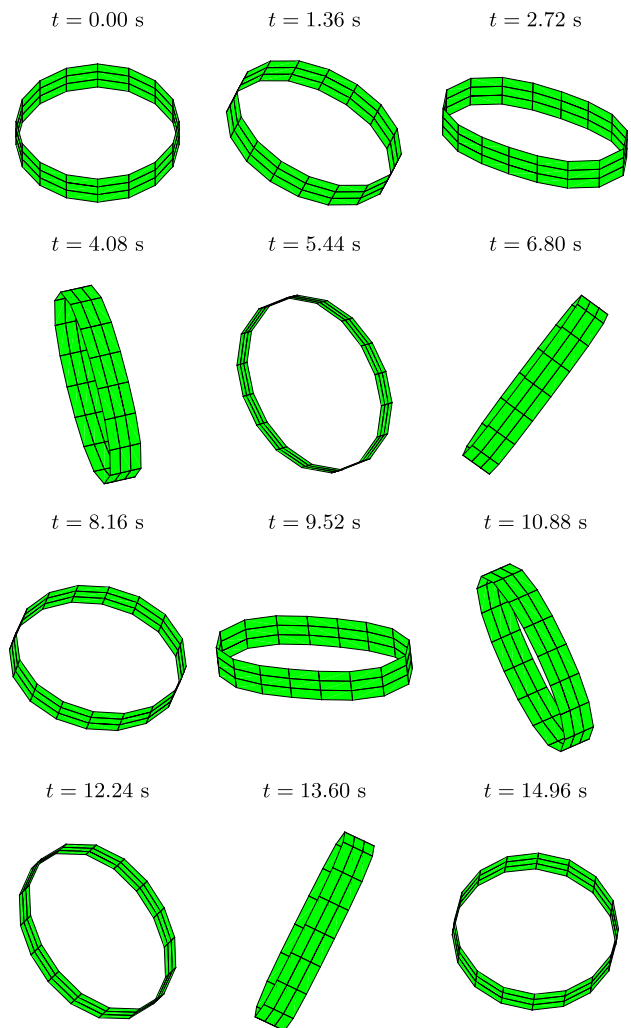 t = 0.00 s
t = 1.36 s
t = 2.72 s
t = 4.08 s
t = 5.44 s
t = 6.80 s
t = 8.16 s
t = 9.52 s
t = 10.88 s
t = 12.24 s
t = 13.60 s
t = 14.96 s